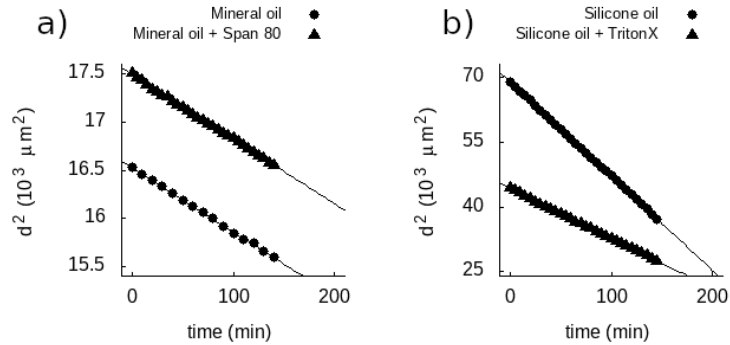 a)
Mineral oil
Mineral oil + Span 80
17.5
17
16.5
16
15.5
d² (10³ μm²)
0 100 200
time (min)
b)
Silicone oil
Silicone oil + TritonX
70
55
40
25
d² (10³ μm²)
0 100 200
time (min)